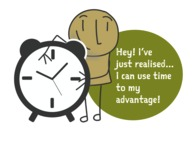 Hey! I've
just realised...
I can use time
to my
advantage!